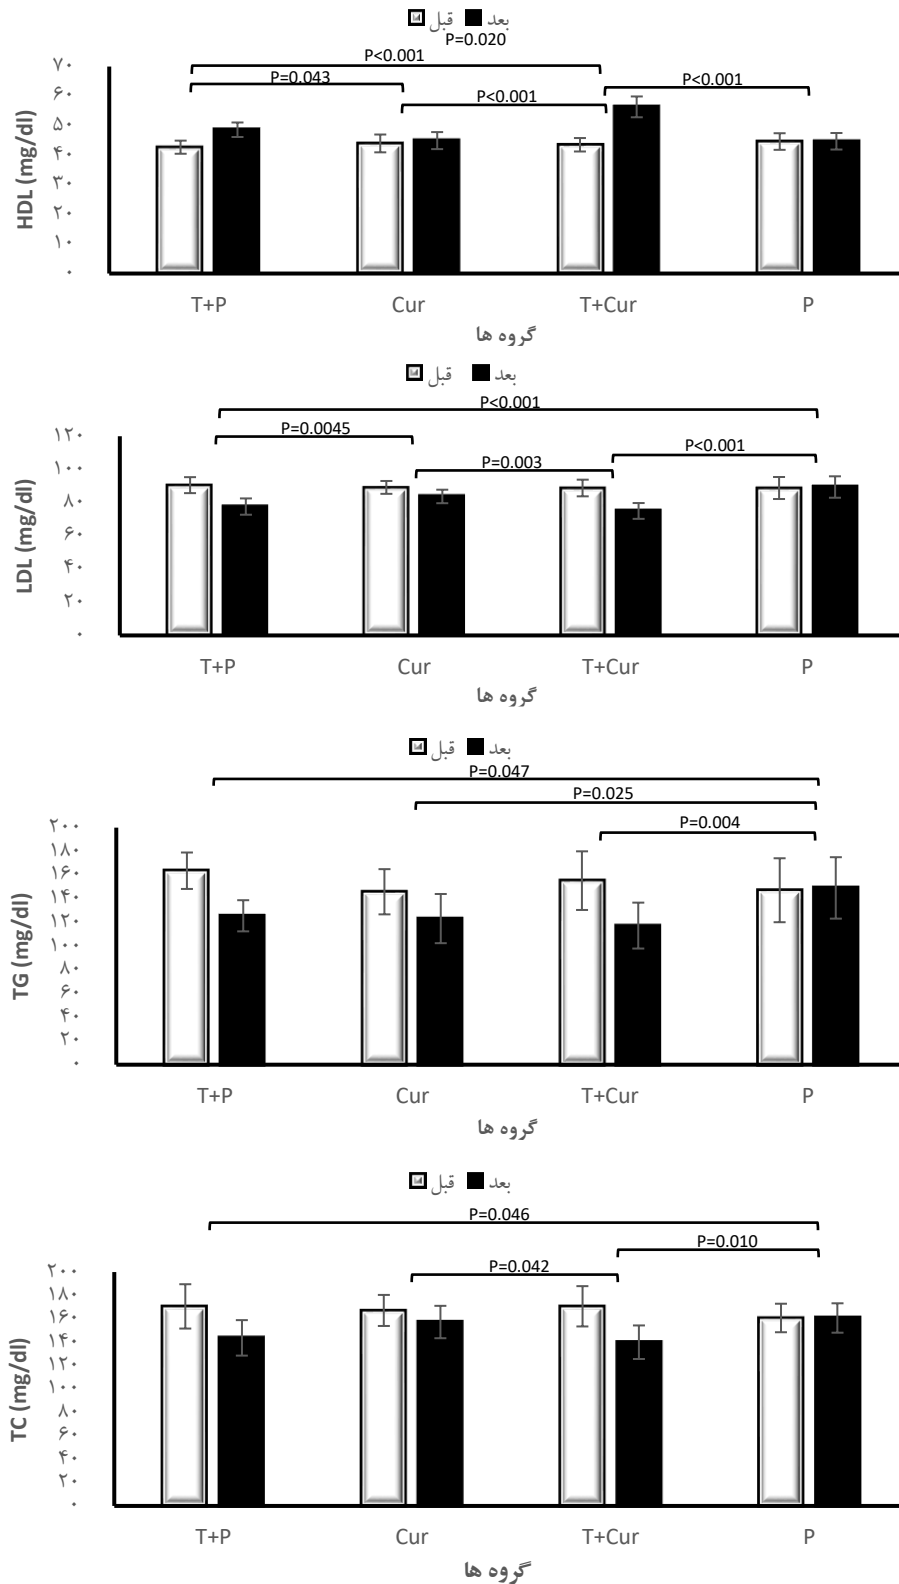 قبل بعد
P=0.020
P<0.001
P=0.043
P<0.001
P<0.001
HDL (mg/dl)
۷۰
۶۰
۵۰
۴۰
۳۰
۲۰
۱۰
۰
T+P Cur T+Cur P
گروه ها
قبل بعد
P<0.001
P=0.0045
P<0.001
P=0.003
LDL (mg/dl)
۱۲۰
۱۰۰
۸۰
۶۰
۴۰
۲۰
۰
T+P Cur T+Cur P
گروه ها
قبل بعد
P=0.047
P=0.025
P=0.004
TG (mg/dl)
۲۰۰
۱۸۰
۱۶۰
۱۴۰
۱۲۰
۱۰۰
۸۰
۶۰
۴۰
۲۰
۰
T+P Cur T+Cur P
گروه ها
قبل بعد
P=0.046
P=0.010
P=0.042
TC (mg/dl)
۲۰۰
۱۸۰
۱۶۰
۱۴۰
۱۲۰
۱۰۰
۸۰
۶۰
۴۰
۲۰
۰
T+P Cur T+Cur P
گروه ها